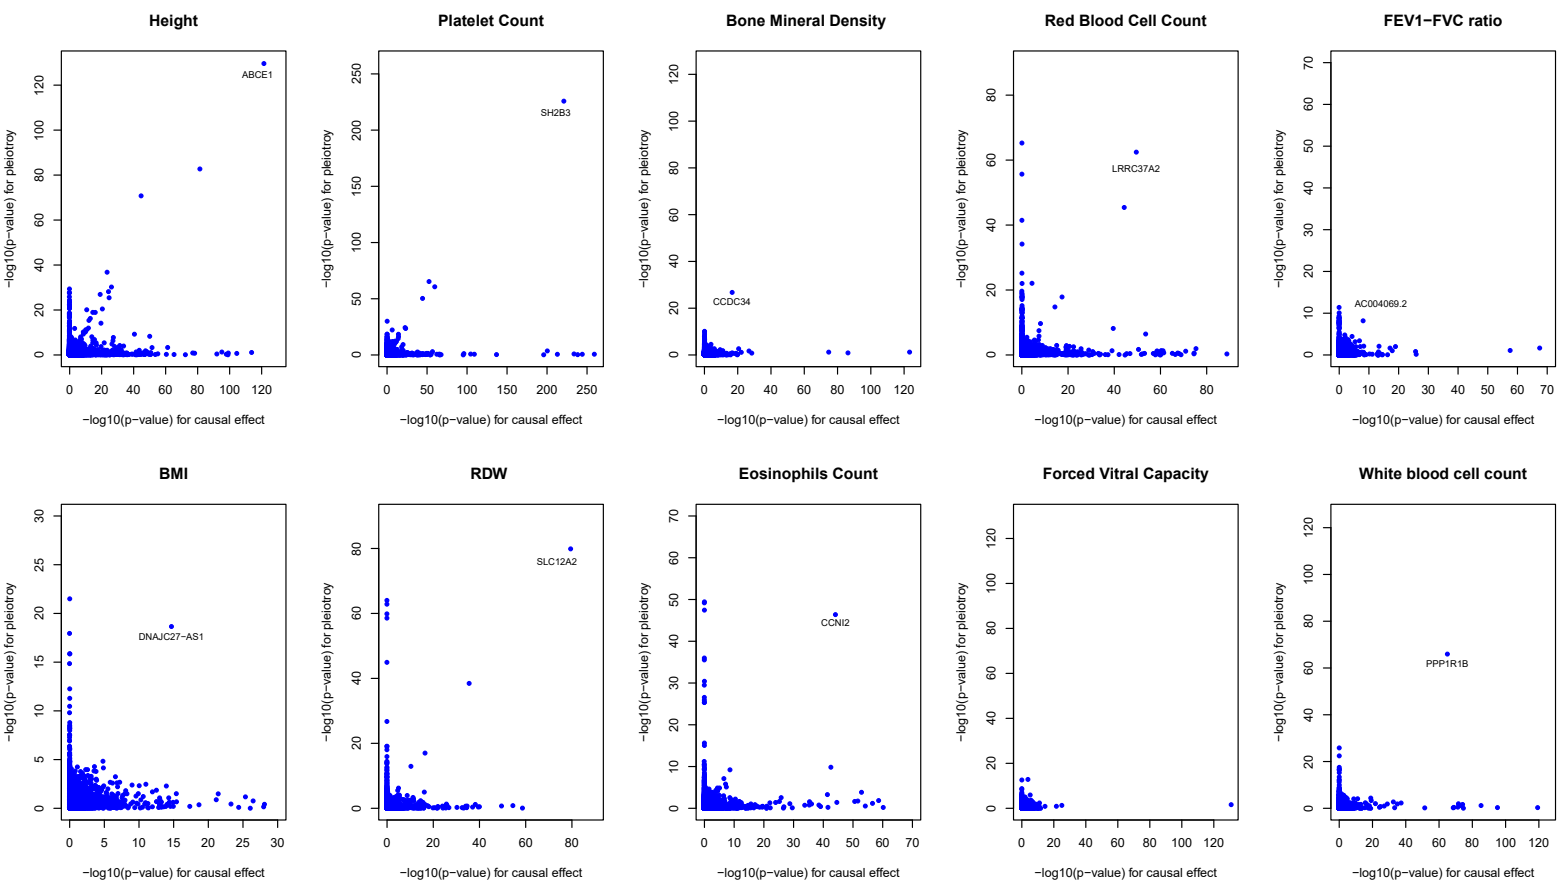 Height
−log10(p−value) for pleiotroy
0 20 40 60 80 100 120
ABCE1
0 20 40 60 80 100 120
−log10(p−value) for causal effect
Platelet Count
−log10(p−value) for pleiotroy
0 50 100 150 200 250
SH2B3
0 50 100 150 200 250
−log10(p−value) for causal effect
Bone Mineral Density
−log10(p−value) for pleiotroy
0 20 40 60 80 100 120
CCDC34
0 20 40 60 80 100 120
−log10(p−value) for causal effect
Red Blood Cell Count
−log10(p−value) for pleiotroy
0 20 40 60 80
LRRC37A2
0 20 40 60 80
−log10(p−value) for causal effect
FEV1−FVC ratio
−log10(p−value) for pleiotroy
0 10 20 30 40 50 60 70
AC004069.2
0 10 20 30 40 50 60 70
−log10(p−value) for causal effect
BMI
−log10(p−value) for pleiotroy
0 5 10 15 20 25 30
DNAJC27−AS1
0 5 10 15 20 25 30
−log10(p−value) for causal effect
RDW
−log10(p−value) for pleiotroy
0 20 40 60 80
SLC12A2
0 20 40 60 80
−log10(p−value) for causal effect
Eosinophils Count
−log10(p−value) for pleiotroy
0 10 20 30 40 50 60 70
CCNI2
0 10 20 30 40 50 60 70
−log10(p−value) for causal effect
Forced Vitral Capacity
−log10(p−value) for pleiotroy
0 20 40 60 80 100 120
0 20 40 60 80 100 120
−log10(p−value) for causal effect
White blood cell count
−log10(p−value) for pleiotroy
0 20 40 60 80 100 120
PPP1R1B
0 20 40 60 80 100 120
−log10(p−value) for causal effect